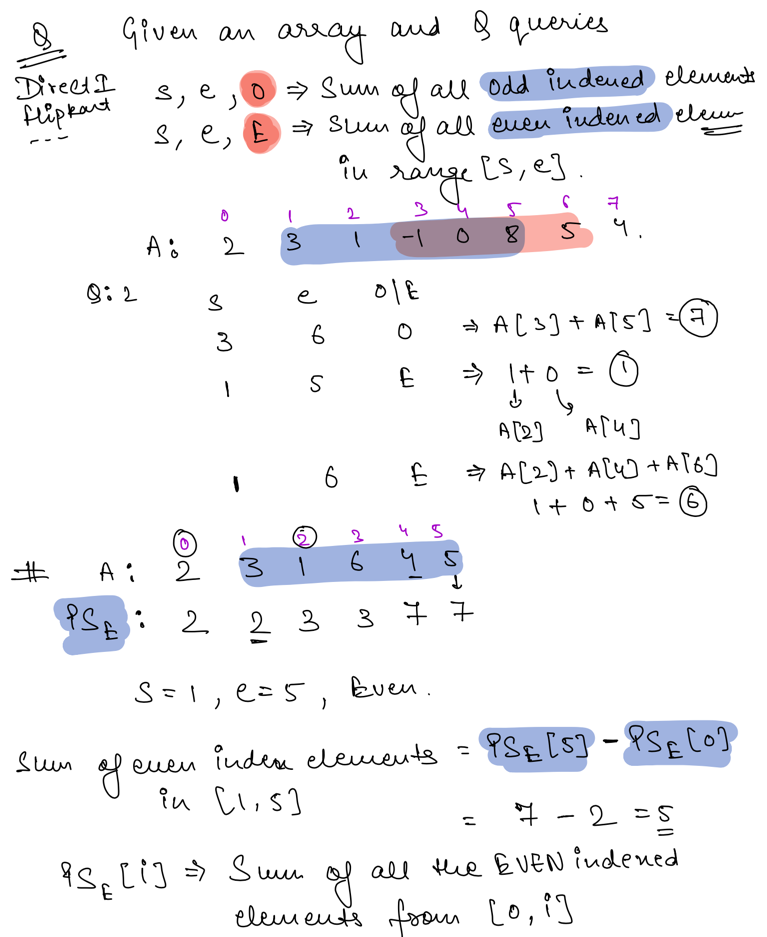 Q Given an array and Q queries
DirectI
flipkart
---
s, e, O ⇒ Sum of all odd indexed elements
s, e, E ⇒ Sum of all even indexed elem
in range [s, e].
0 1 2 3 4 5 6 7
A: 2 3 1 -1 0 8 5 4.
Q: 2 s e O|E
3 6 O ⇒ A[3] + A[5] = 7
1 5 E ⇒ 1 + 0 = 1
A[2] A[4]
1 6 E ⇒ A[2] + A[4] + A[6]
1 + 0 + 5 = 6
0 1 2 3 4 5
# A: 2 3 1 6 4 5
PS_E : 2 2 3 3 7 7
s = 1, e = 5, Even.
Sum of even index elements = PS_E[5] - PS_E[0]
in [1, 5]
= 7 - 2 = 5
PS_E[i] ⇒ Sum of all the EVEN indexed
elements from [0, i]